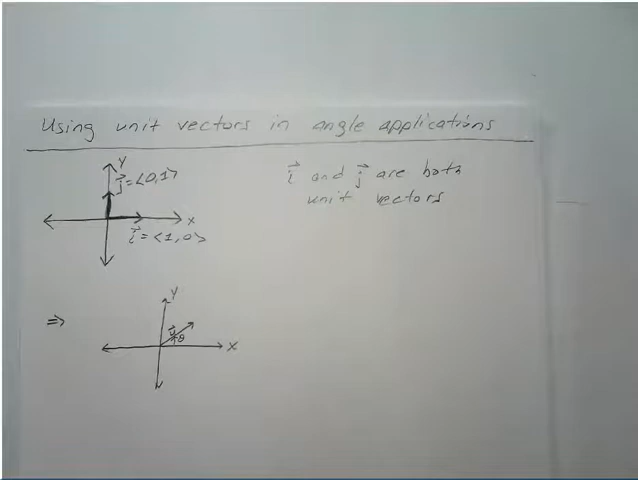 Using unit vectors in angle applications
Y
j⃗ = <0,1>
x
i⃗ = <1,0>
i⃗ and j⃗ are both
unit vectors
⇒
Y
θ
x